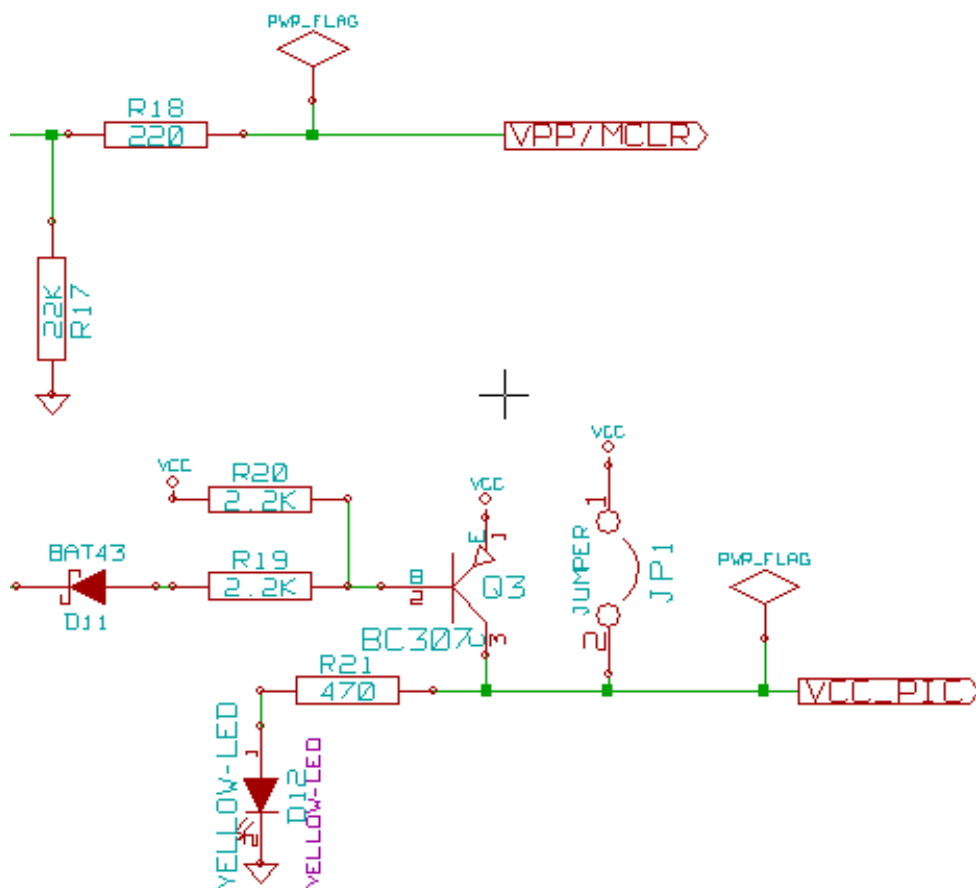 PWR_FLAG
R18
220
VPP/MCLR
22K
R17
VCC
R20
2.2K
VCC
VCC
BAT43
D11
R19
2.2K
B
2
E
1
Q3
BC307
C
3
1
JUMPER
JP1
2
PWR_FLAG
R21
470
VCC_PIC
YELLOW-LED
1
D12
2
YELLOW-LED